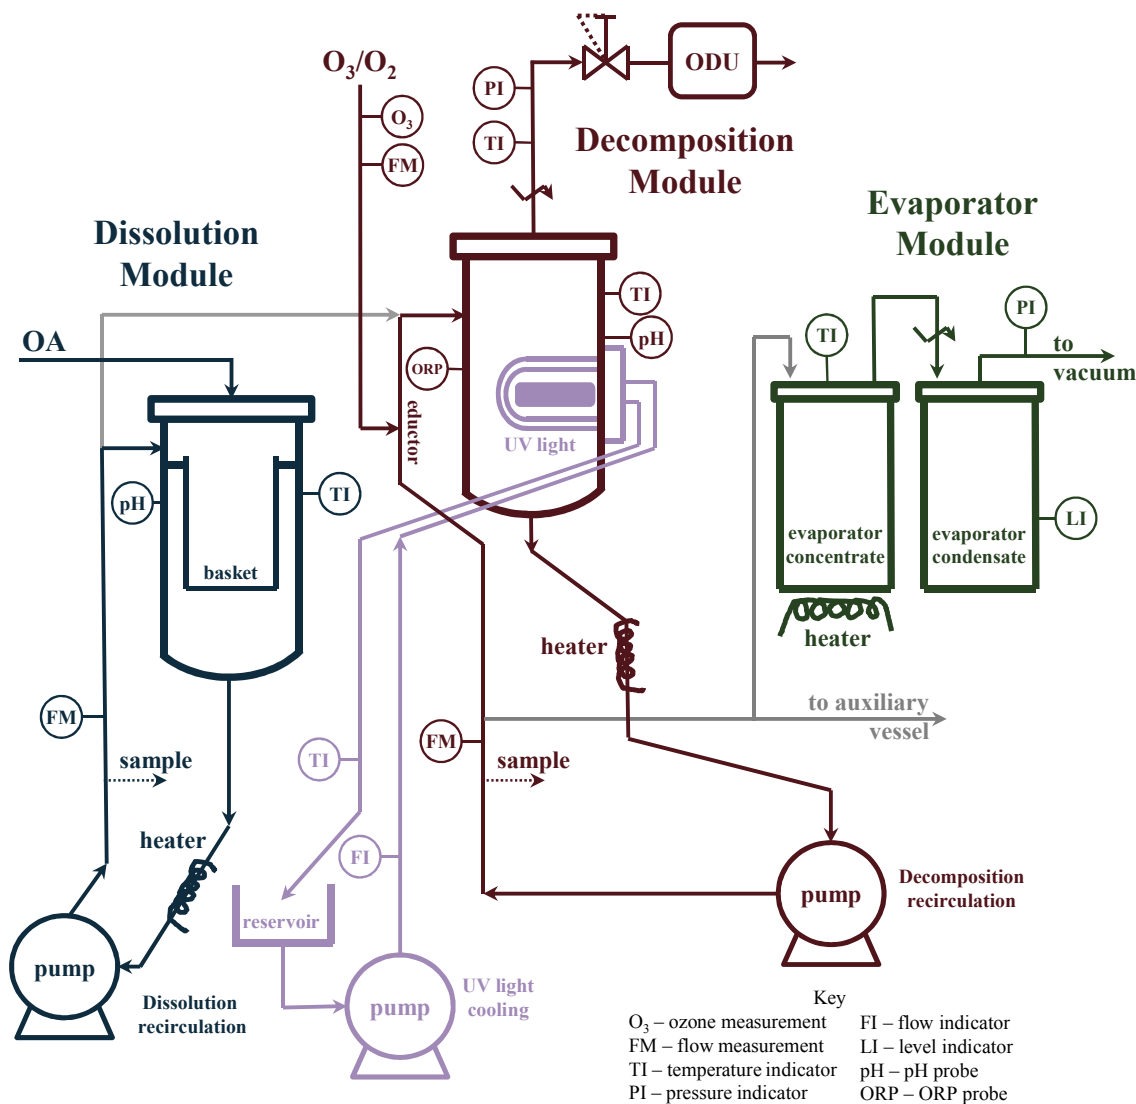 O3/O2
O3
FM
PI
TI
ODU
Decomposition
Module
Dissolution
Module
Evaporator
Module
OA
TI
pH
ORP
eductor
UV light
TI
PI
to
vacuum
pH
TI
basket
evaporator
concentrate
evaporator
condensate
LI
heater
heater
FM
sample
TI
FM
sample
to auxiliary
vessel
heater
FI
reservoir
pump
Dissolution
recirculation
pump
UV light
cooling
pump
Decomposition
recirculation
Key
O3 – ozone measurement
FM – flow measurement
TI – temperature indicator
PI – pressure indicator
FI – flow indicator
LI – level indicator
pH – pH probe
ORP – ORP probe